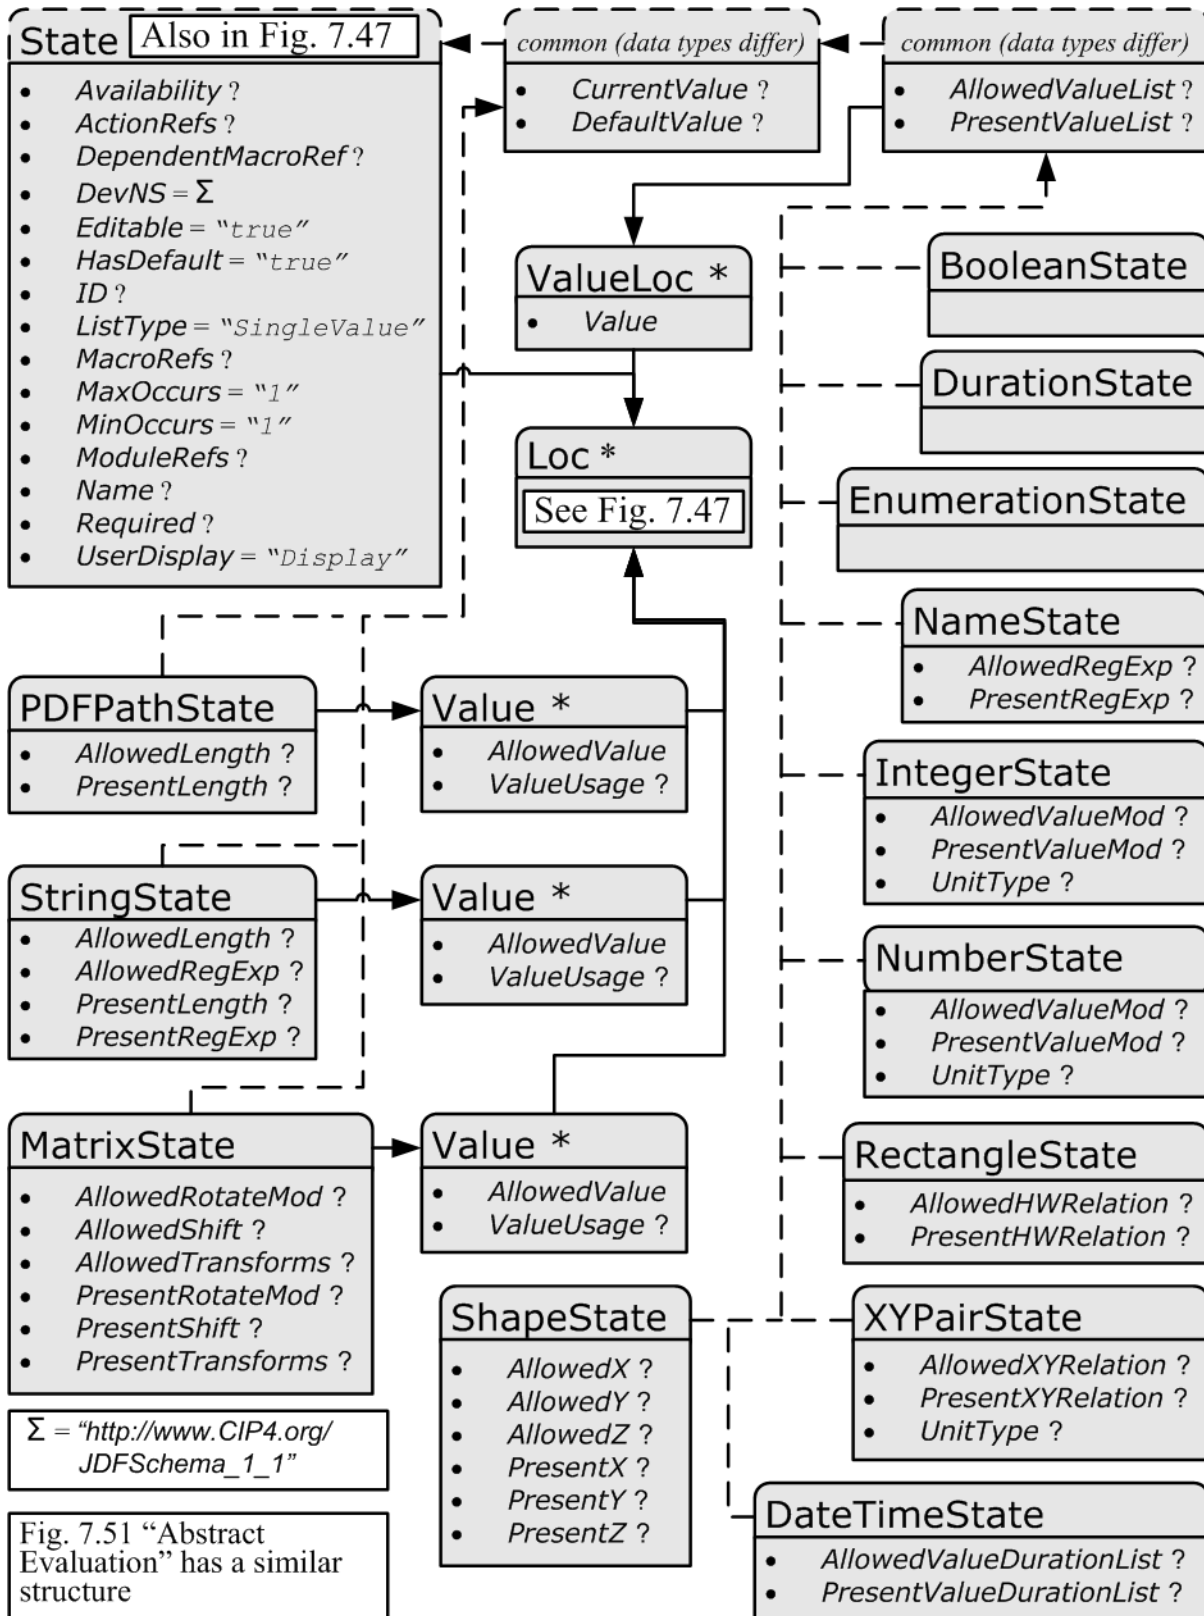 State
Also in Fig. 7.47
• Availability ?
• ActionRefs ?
• DependentMacroRef ?
• DevNS = Σ
• Editable = “true”
• HasDefault = “true”
• ID ?
• ListType = “SingleValue”
• MacroRefs ?
• MaxOccurs = “1”
• MinOccurs = “1”
• ModuleRefs ?
• Name ?
• Required ?
• UserDisplay = “Display”
common (data types differ)
• CurrentValue ?
• DefaultValue ?
common (data types differ)
• AllowedValueList ?
• PresentValueList ?
ValueLoc *
• Value
Loc *
See Fig. 7.47
BooleanState
DurationState
EnumerationState
NameState
• AllowedRegExp ?
• PresentRegExp ?
PDFPathState
• AllowedLength ?
• PresentLength ?
Value *
• AllowedValue
• ValueUsage ?
IntegerState
• AllowedValueMod ?
• PresentValueMod ?
• UnitType ?
StringState
• AllowedLength ?
• AllowedRegExp ?
• PresentLength ?
• PresentRegExp ?
Value *
• AllowedValue
• ValueUsage ?
NumberState
• AllowedValueMod ?
• PresentValueMod ?
• UnitType ?
MatrixState
• AllowedRotateMod ?
• AllowedShift ?
• AllowedTransforms ?
• PresentRotateMod ?
• PresentShift ?
• PresentTransforms ?
Value *
• AllowedValue
• ValueUsage ?
RectangleState
• AllowedHWRelation ?
• PresentHWRelation ?
ShapeState
• AllowedX ?
• AllowedY ?
• AllowedZ ?
• PresentX ?
• PresentY ?
• PresentZ ?
XYPairState
• AllowedXYRelation ?
• PresentXYRelation ?
• UnitType ?
Σ = “http://www.CIP4.org/
JDFSchema_1_1”
DateTimeState
• AllowedValueDurationList ?
• PresentValueDurationList ?
Fig. 7.51 “Abstract
Evaluation” has a similar
structure